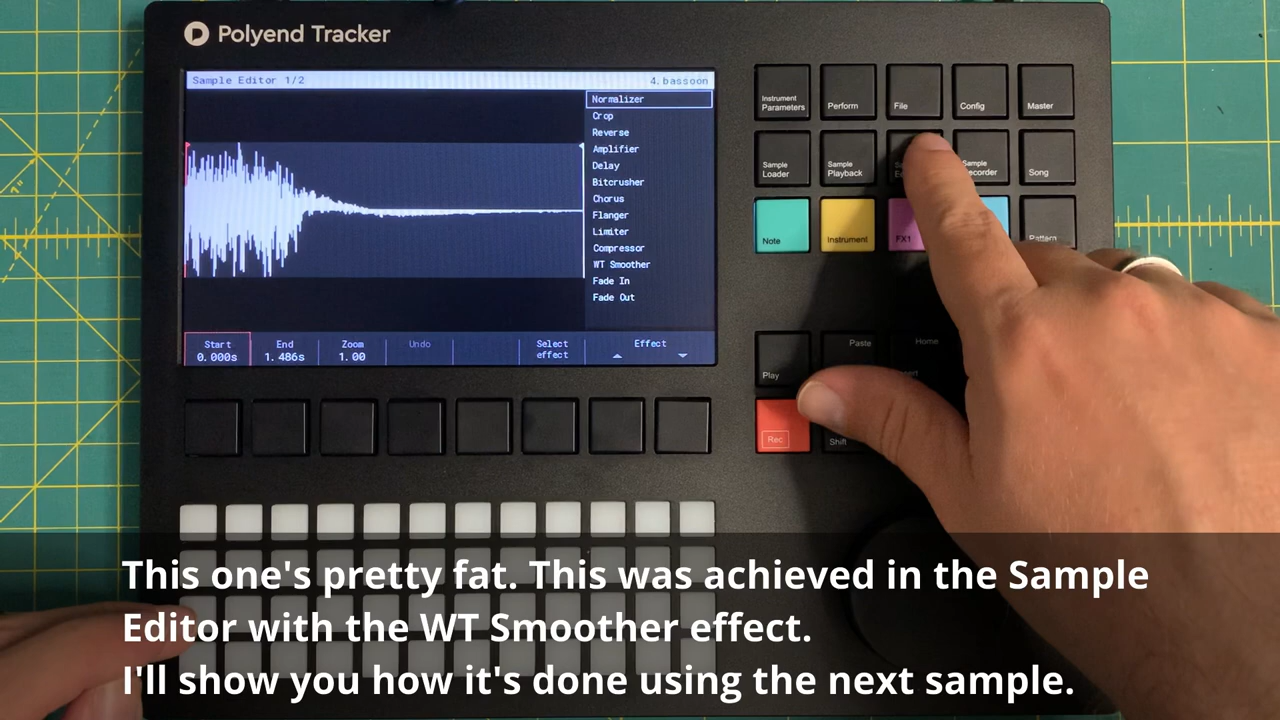 Polyend Tracker
Sample Editor 1/2
4.bassoon
Normalizer
Crop
Reverse
Amplifier
Delay
Bitcrusher
Chorus
Flanger
Limiter
Compressor
WT Smoother
Fade In
Fade Out
Start
0.000s
End
1.486s
Zoom
1.00
Undo
Select
effect
Effect
Instrument
Parameters
Perform
File
Config
Master
Sample
Loader
Sample
Playback
Song
Note
Instrument
FX1
Pattern
Play
Paste
Home
Rec
Shift
This one's pretty fat. This was achieved in the Sample
Editor with the WT Smoother effect.
I'll show you how it's done using the next sample.